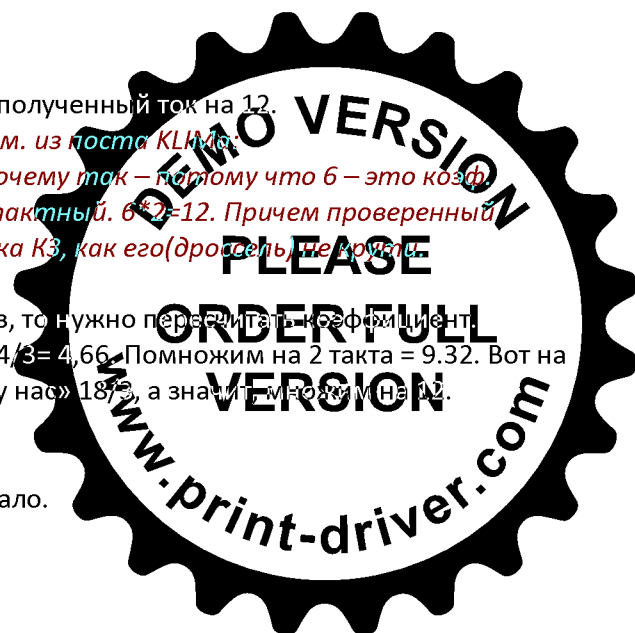 полученный ток на 12.
м. из поста KLIMa:
очему так – потому что 6 – это коэф.
тактный. 6*2=12. Причем проверенный
ка КЗ, как его(дроссель) не крути.
з, то нужно пересчитать коэффициент.
4/3= 4,66. Помножим на 2 такта = 9.32. Вот на
у нас» 18/3, а значит, множим на 12.
ало.
DEMO VERSION
PLEASE
ORDER FULL
VERSION
www.print-driver.com